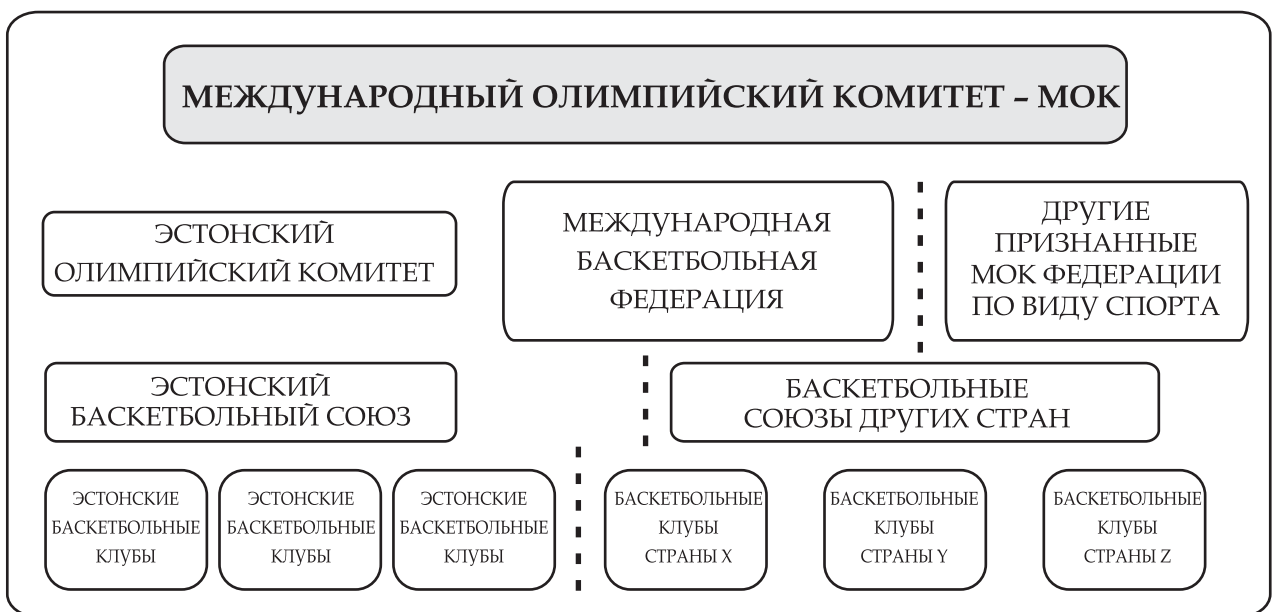 МЕЖДУНАРОДНЫЙ ОЛИМПИЙСКИЙ КОМИТЕТ – МОК
ЭСТОНСКИЙ
ОЛИМПИЙСКИЙ КОМИТЕТ
МЕЖДУНАРОДНАЯ
БАСКЕТБОЛЬНАЯ
ФЕДЕРАЦИЯ
ДРУГИЕ
ПРИЗНАННЫЕ
МОК ФЕДЕРАЦИИ
ПО ВИДУ СПОРТА
ЭСТОНСКИЙ
БАСКЕТБОЛЬНЫЙ СОЮЗ
БАСКЕТБОЛЬНЫЕ
СОЮЗЫ ДРУГИХ СТРАН
ЭСТОНСКИЕ
БАСКЕТБОЛЬНЫЕ
КЛУБЫ
ЭСТОНСКИЕ
БАСКЕТБОЛЬНЫЕ
КЛУБЫ
ЭСТОНСКИЕ
БАСКЕТБОЛЬНЫЕ
КЛУБЫ
БАСКЕТБОЛЬНЫЕ
КЛУБЫ
СТРАНЫ X
БАСКЕТБОЛЬНЫЕ
КЛУБЫ
СТРАНЫ Y
БАСКЕТБОЛЬНЫЕ
КЛУБЫ
СТРАНЫ Z